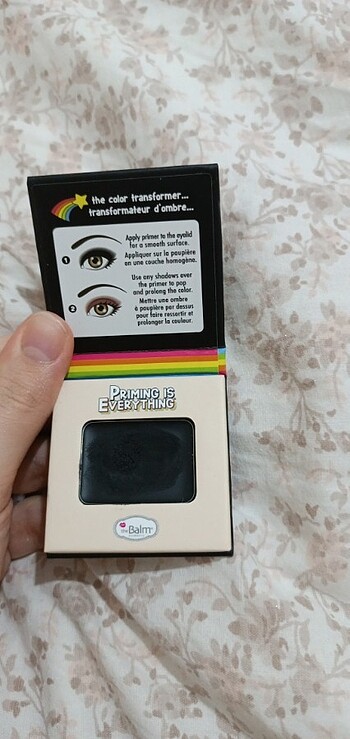 the color transformer...
transformateur d'ombre...
1
Apply primer to the eyelid
for a smooth surface.
Appliquer sur la paupière
en une couche homogène.
2
Use any shadows over
the primer to pop
and prolong the color.
Mettre une ombre
à paupière par dessus
pour faire ressortir et
prolonger la couleur.
PRIMING IS
EVERYTHING
theBalm